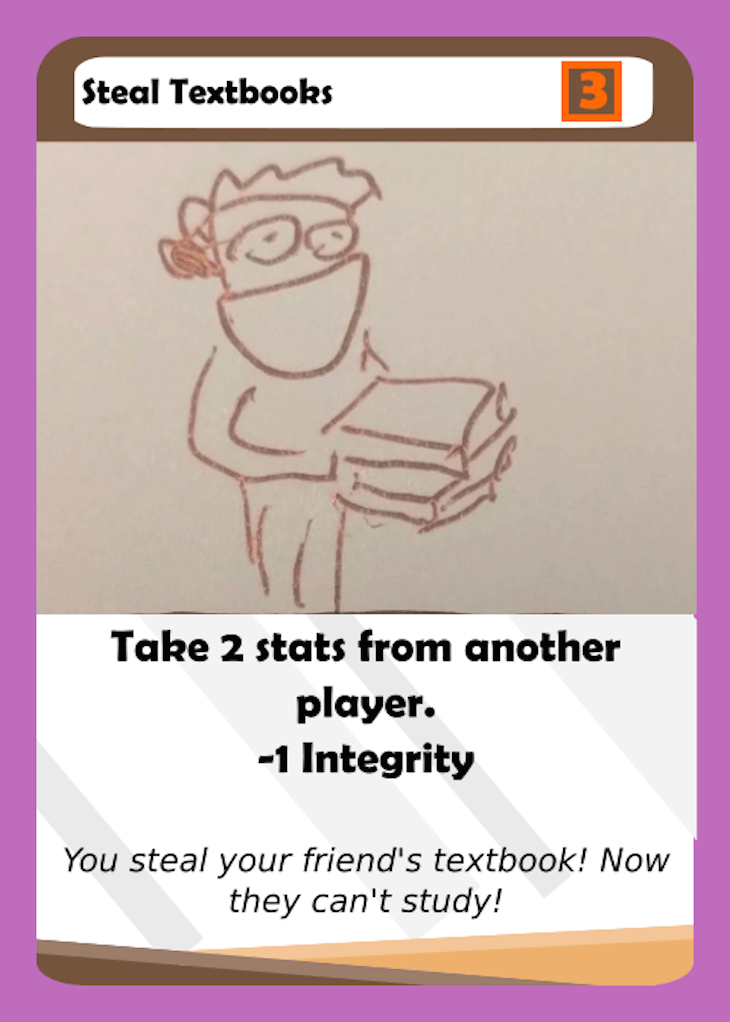 Steal Textbooks
3
Take 2 stats from another
player.
-1 Integrity
You steal your friend's textbook! Now
they can't study!